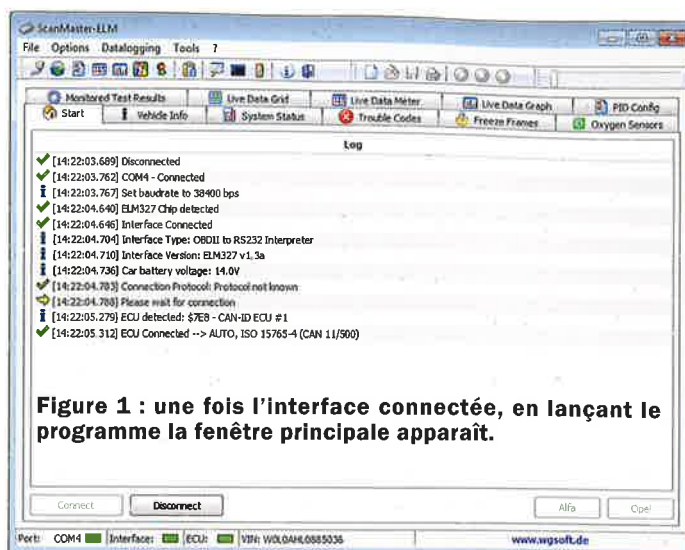 ScanMaster-ELM
File Options Datalogging Tools ?
Monitored Test Results Live Data Grid Live Data Meter Live Data Graph PID Config
Start Vehicle Info System Status Trouble Codes Freeze Frames Oxygen Sensors
Log
[14:22:03.689] Disconnected
[14:22:03.762] COM4 - Connected
[14:22:03.767] Set baudrate to 38400 bps
[14:22:04.640] ELM327 Chip detected
[14:22:04.646] Interface Connected
[14:22:04.704] Interface Type: OBDII to RS232 Interpreter
[14:22:04.710] Interface Version: ELM327 v1.3a
[14:22:04.736] Car battery voltage: 14.0V
[14:22:04.783] Connection Protocol: Protocol not known
[14:22:04.788] Please wait for connection
[14:22:05.279] ECU detected: $7E8 - CAN-ID ECU #1
[14:22:05.312] ECU Connected --> AUTO, ISO 15765-4 (CAN 11/500)
Figure 1 : une fois l'interface connectée, en lançant le
programme la fenêtre principale apparaît.
Connect Disconnect Alfa Opel
Port: COM4 Interface: ECU: VIN: www.wgsoft.de